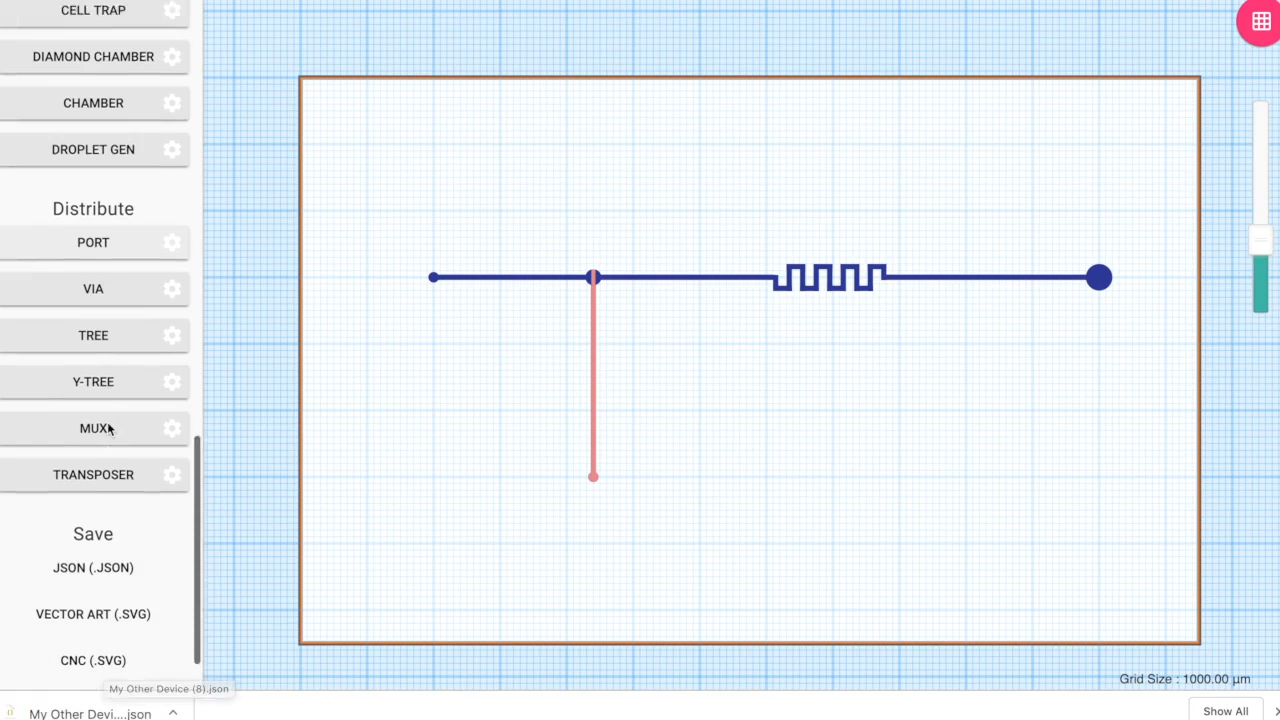 CELL TRAP
DIAMOND CHAMBER
CHAMBER
DROPLET GEN
Distribute
PORT
VIA
TREE
Y-TREE
MUX
TRANSPOSER
Save
JSON (.JSON)
VECTOR ART (.SVG)
CNC (.SVG)
My Other Device (8).json
My Other Devi....json
Grid Size : 1000.00 μm
Show All